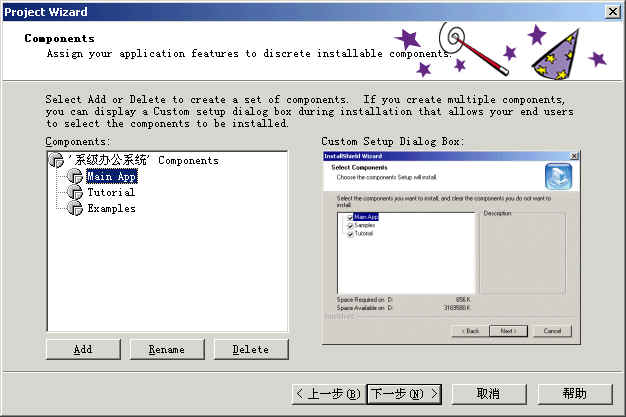 Project Wizard
Components
Assign your application features to discrete installable components.
Select Add or Delete to create a set of components. If you create multiple components,
you can display a Custom setup dialog box during installation that allows your end users
to select the components to be installed.
Components:
'系级办公系统' Components
Main App
Tutorial
Examples
Add
Rename
Delete
Custom Setup Dialog Box:
InstallShield Wizard
Select Components
Choose the components Setup will install.
Select the components you want to install, and clear the components you do not want to
install.
Main App
Samples
Tutorial
Description
Space Required on D: 656 K
Space Available on D: 3169588 K
InstallShield
< Back
Next >
Cancel
< 上一步(B)
下一步(N) >
取消
帮助